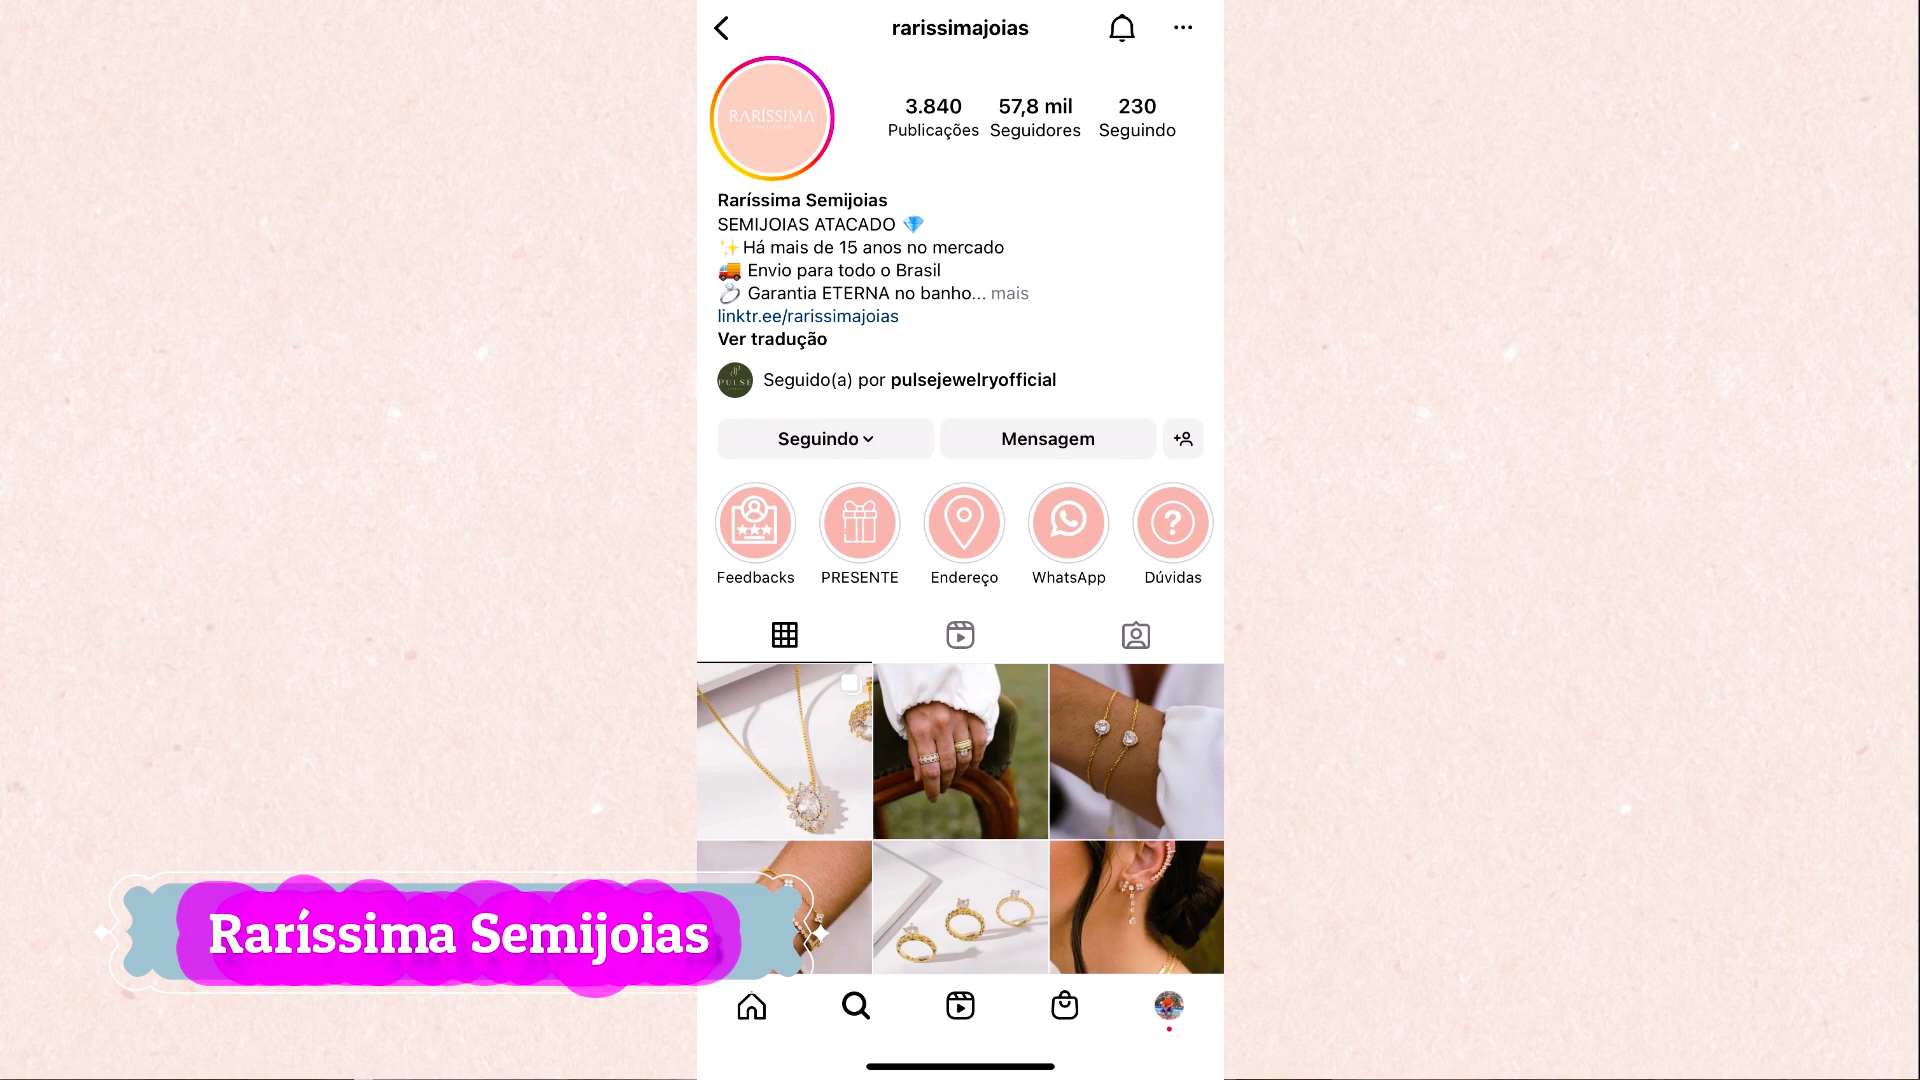 rarissimajoias
RARÍSSIMA
3.840
Publicações
57,8 mil
Seguidores
230
Seguindo
Raríssima Semijoias
SEMIJOIAS ATACADO 💎
✨Há mais de 15 anos no mercado
🚚 Envio para todo o Brasil
💍 Garantia ETERNA no banho... mais
linktr.ee/rarissimajoias
Ver tradução
PULSE
Seguido(a) por pulsejewelryofficial
Seguindo
Mensagem
Feedbacks
PRESENTE
Endereço
WhatsApp
Dúvidas
Raríssima Semijoias